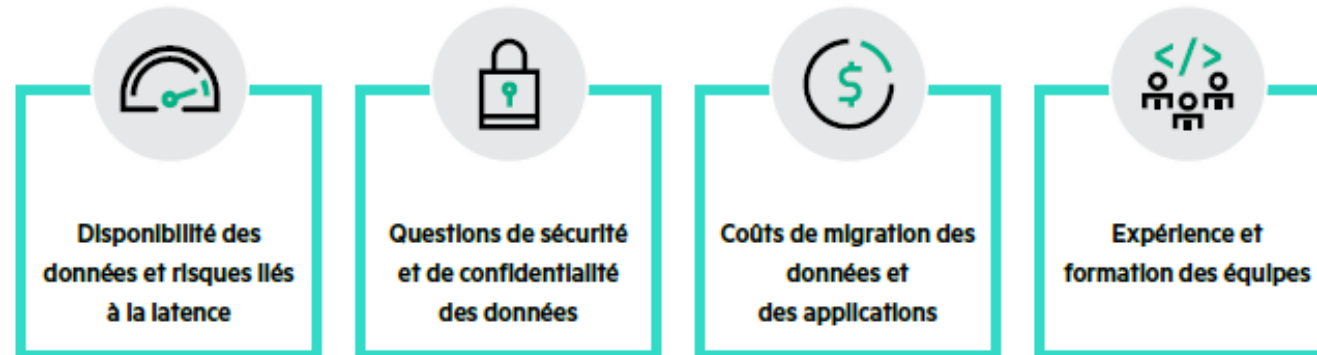 Disponibilité des
données et risques liés
à la latence
Questions de sécurité
et de confidentialité
des données
Coûts de migration des
données et
des applications
</>
Expérience et
formation des équipes
$